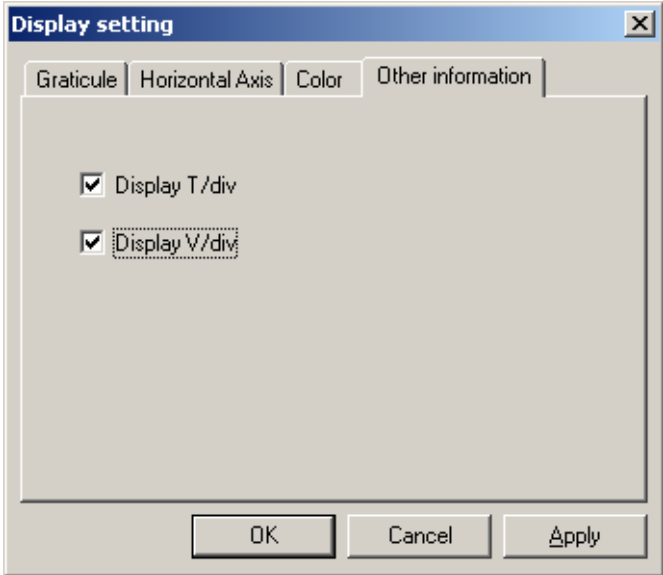 Display setting
Graticule Horizontal Axis Color Other information
Display T/div
Display V/div
OK Cancel Apply